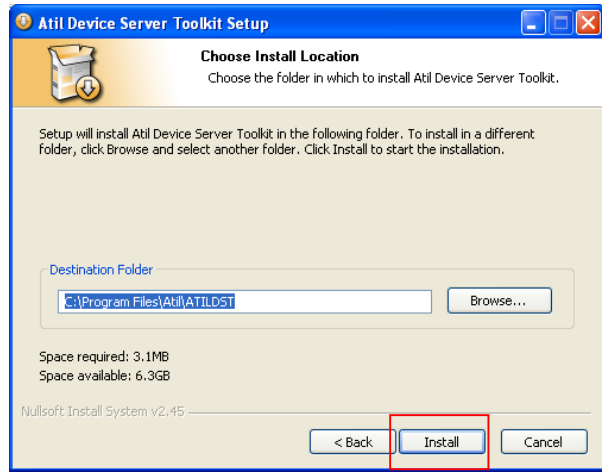 Atil Device Server Toolkit Setup
Choose Install Location
Choose the folder in which to install Atil Device Server Toolkit.
Setup will install Atil Device Server Toolkit in the following folder. To install in a different
folder, click Browse and select another folder. Click Install to start the installation.
Destination Folder
C:\Program Files\Atil\ATILDST
Browse...
Space required: 3.1MB
Space available: 6.3GB
Nullsoft Install System v2.45
< Back
Install
Cancel